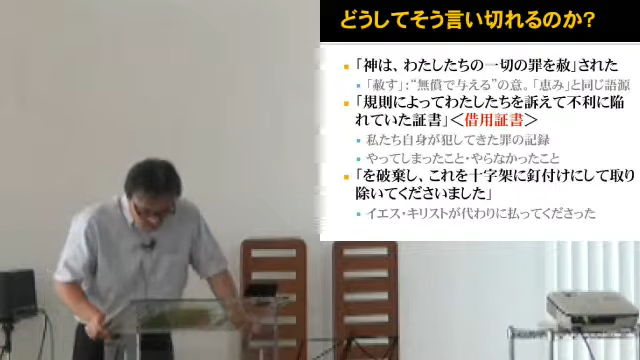 どうしてそう言い切れるのか?
「神は、わたしたちの一切の罪を赦」された
「赦す」:“無償で与える”の意。「恵み」と同じ語源
「規則によってわたしたちを訴えて不利に陥
れていた証書」<借用証書>
私たち自身が犯してきた罪の記録
やってしまったこと・やらなかったこと
「を破棄し、これを十字架に釘付けにして取り
除いてくださいました」
イエス・キリストが代わりに払ってくださった